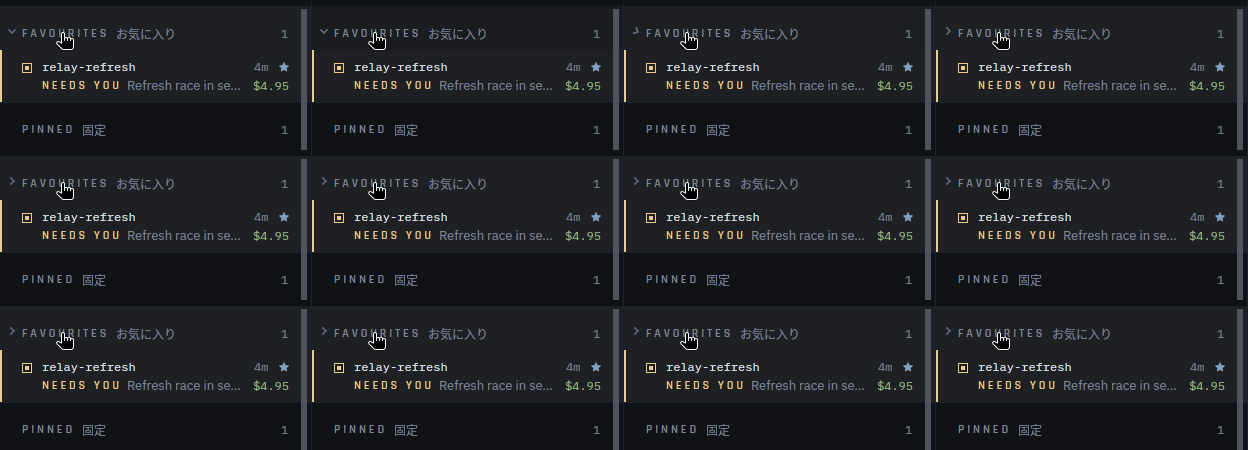 FAVOURITES お気に入り 1
relay-refresh 4m
NEEDS YOU Refresh race in se... $4.95
PINNED 固定 1
FAVOURITES お気に入り 1
relay-refresh 4m
NEEDS YOU Refresh race in se... $4.95
PINNED 固定 1
FAVOURITES お気に入り 1
relay-refresh 4m
NEEDS YOU Refresh race in se... $4.95
PINNED 固定 1
FAVOURITES お気に入り 1
relay-refresh 4m
NEEDS YOU Refresh race in se... $4.95
PINNED 固定 1
FAVOURITES お気に入り 1
relay-refresh 4m
NEEDS YOU Refresh race in se... $4.95
PINNED 固定 1
FAVOURITES お気に入り 1
relay-refresh 4m
NEEDS YOU Refresh race in se... $4.95
PINNED 固定 1
FAVOURITES お気に入り 1
relay-refresh 4m
NEEDS YOU Refresh race in se... $4.95
PINNED 固定 1
FAVOURITES お気に入り 1
relay-refresh 4m
NEEDS YOU Refresh race in se... $4.95
PINNED 固定 1
FAVOURITES お気に入り 1
relay-refresh 4m
NEEDS YOU Refresh race in se... $4.95
PINNED 固定 1
FAVOURITES お気に入り 1
relay-refresh 4m
NEEDS YOU Refresh race in se... $4.95
PINNED 固定 1
FAVOURITES お気に入り 1
relay-refresh 4m
NEEDS YOU Refresh race in se... $4.95
PINNED 固定 1
FAVOURITES お気に入り 1
relay-refresh 4m
NEEDS YOU Refresh race in se... $4.95
PINNED 固定 1